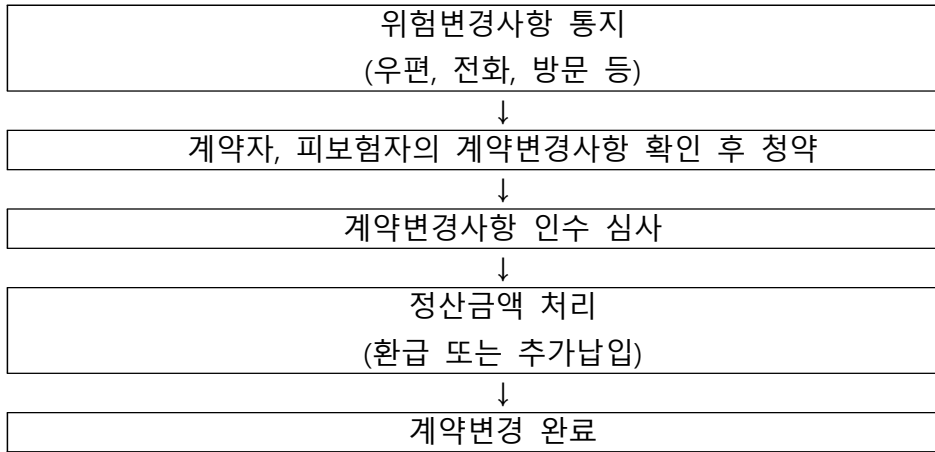 위험변경사항 통지
(우편, 전화, 방문 등)
↓
계약자, 피보험자의 계약변경사항 확인 후 청약
↓
계약변경사항 인수 심사
↓
정산금액 처리
(환급 또는 추가납입)
↓
계약변경 완료